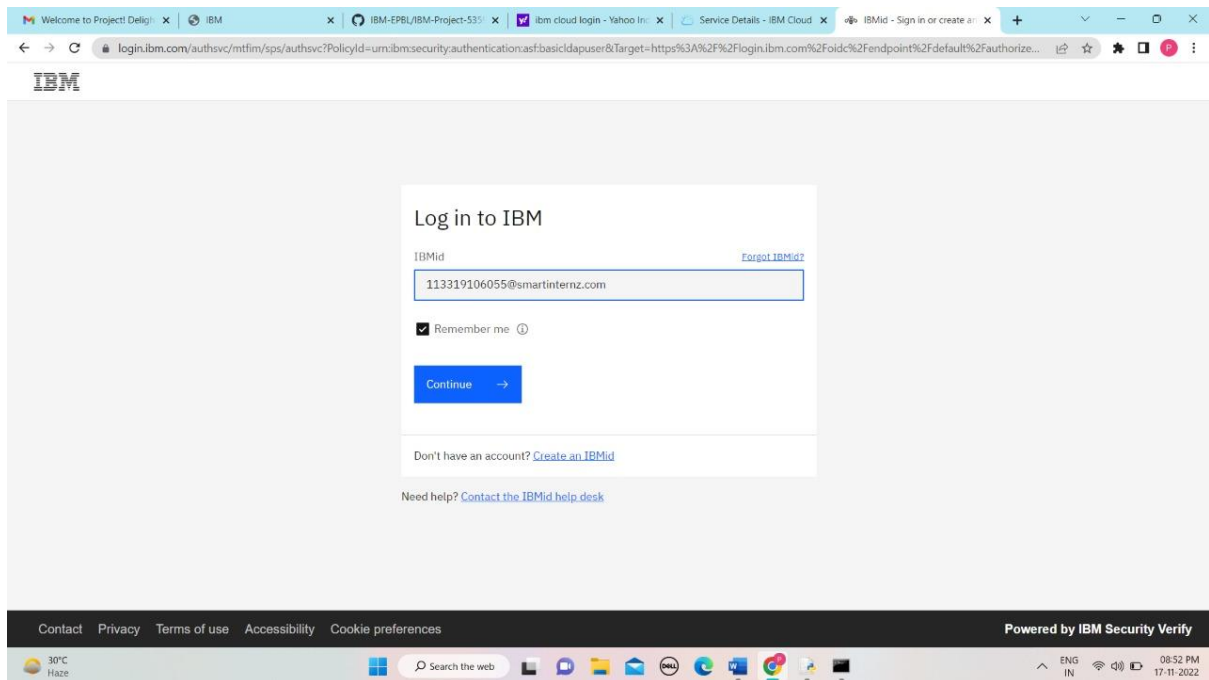 Welcome to Project! Deligh
IBM
IBM-EPBL/IBM-Project-535
ibm cloud login - Yahoo In
Service Details - IBM Cloud
IBMid - Sign in or create an
login.ibm.com/authsvc/mtfim/sps/authsvc?PolicyId=urn:ibm:security:authentication:asf:basicldapuser&Target=https%3A%2F%2Flogin.ibm.com%2Foidc%2Fendpoint%2Fdefault%2Fauthorize...
P
IBM
Log in to IBM
IBMid
Forgot IBMid?
113319106055@smartinternz.com
Remember me
Continue
Don't have an account? Create an IBMid
Need help? Contact the IBMid help desk
Contact Privacy Terms of use Accessibility Cookie preferences
Powered by IBM Security Verify
30°C
Haze
Search the web
DELL
ENG
IN
08:52 PM
17-11-2022